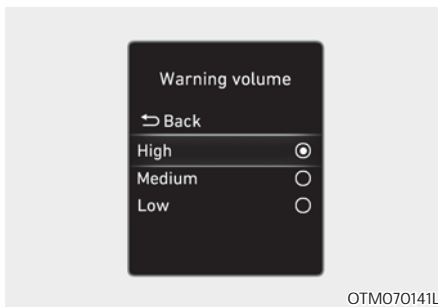 Warning volume
Back
High
Medium
Low
OTM070141L